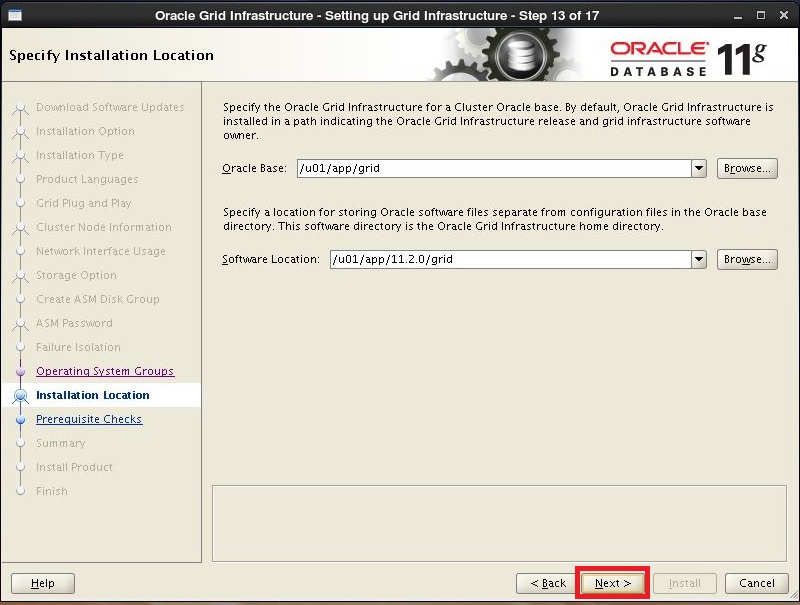 Oracle Grid Infrastructure - Setting up Grid Infrastructure - Step 13 of 17
Specify Installation Location
ORACLE
DATABASE 11g
Download Software Updates
Installation Option
Installation Type
Product Languages
Grid Plug and Play
Cluster Node Information
Network Interface Usage
Storage Option
Create ASM Disk Group
ASM Password
Failure Isolation
Operating System Groups
Installation Location
Prerequisite Checks
Summary
Install Product
Finish
Specify the Oracle Grid Infrastructure for a Cluster Oracle base. By default, Oracle Grid Infrastructure is
installed in a path indicating the Oracle Grid Infrastructure release and grid infrastructure software
owner.
Oracle Base: /u01/app/grid Browse...
Specify a location for storing Oracle software files separate from configuration files in the Oracle base
directory. This software directory is the Oracle Grid Infrastructure home directory.
Software Location: /u01/app/11.2.0/grid Browse...
Help < Back Next > Install Cancel